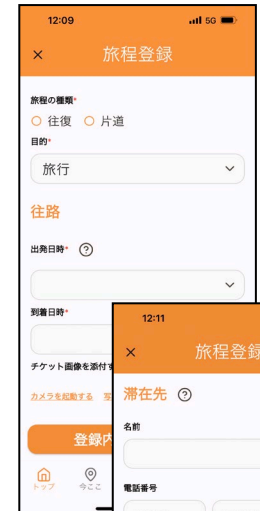 12:09
5G
× 旅程登録
旅程の種類*
往復 片道
目的*
旅行
往路
出発日時* ?
到着日時*
チケット画像を添付す
カメラを起動する 写
登録内
トップ 今ここ
12:11
× 旅程登録
滞在先 ?
名前
電話番号